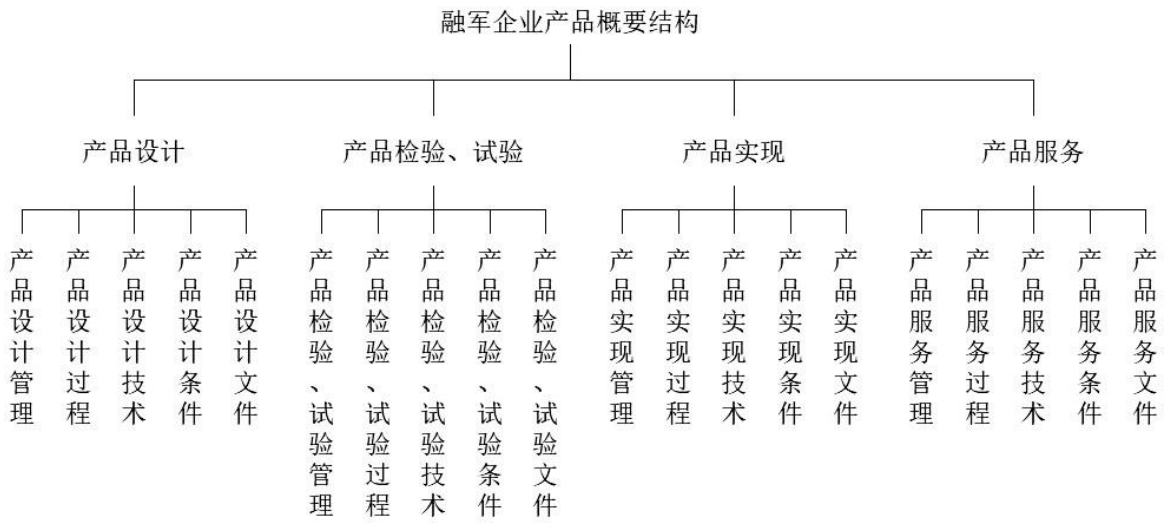 融军企业产品概要结构
产品设计
产品检验、试验
产品实现
产品服务
产品设计管理
产品设计过程
产品设计技术
产品设计条件
产品设计文件
产品检验、试验管理
产品检验、试验过程
产品检验、试验技术
产品检验、试验条件
产品检验、试验文件
产品实现管理
产品实现过程
产品实现技术
产品实现条件
产品实现文件
产品服务管理
产品服务过程
产品服务技术
产品服务条件
产品服务文件